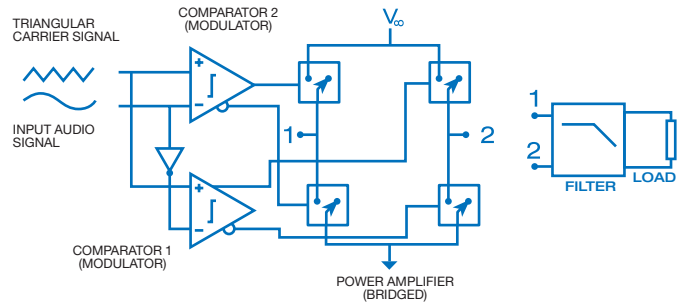 TRIANGULAR
CARRIER SIGNAL
COMPARATOR 2
(MODULATOR)
V∞
+
−
INPUT AUDIO
SIGNAL
1
2
+
−
COMPARATOR 1
(MODULATOR)
POWER AMPLIFIER
(BRIDGED)
1
2
FILTER
LOAD